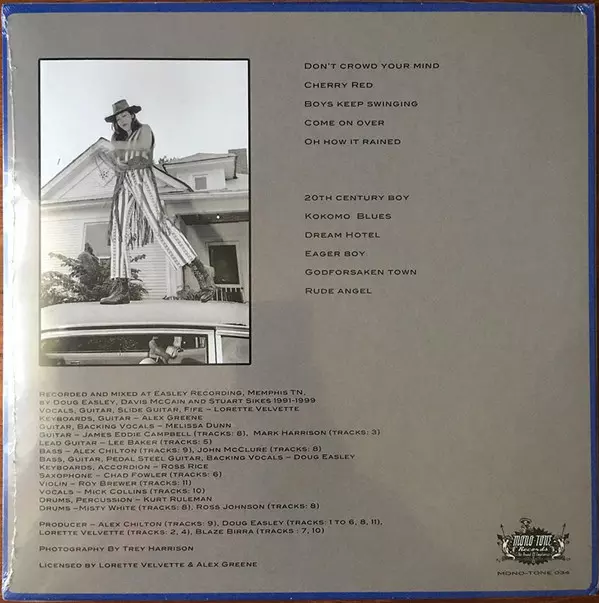 DON'T CROWD YOUR MIND
CHERRY RED
BOYS KEEP SWINGING
COME ON OVER
OH HOW IT RAINED
20TH CENTURY BOY
KOKOMO BLUES
DREAM HOTEL
EAGER BOY
GODFORSAKEN TOWN
RUDE ANGEL
RECORDED AND MIXED AT EASLEY RECORDING, MEMPHIS TN,
BY DOUG EASLEY, DAVIS MCCAIN AND STUART SIKES 1991-1999
VOCALS, GUITAR, SLIDE GUITAR, FIFE – LORETTE VELVETTE
KEYBOARDS, GUITAR – ALEX GREENE
GUITAR, BACKING VOCALS – MELISSA DUNN
GUITAR – JAMES EDDIE CAMPBELL (TRACKS: 8), MARK HARRISON (TRACKS: 3)
LEAD GUITAR – LEE BAKER (TRACKS: 5)
BASS – ALEX CHILTON (TRACKS: 9), JOHN MCCLURE (TRACKS: 8)
BASS, GUITAR, PEDAL STEEL GUITAR, BACKING VOCALS – DOUG EASLEY
KEYBOARDS, ACCORDION – ROSS RICE
SAXOPHONE – CHAD FOWLER (TRACKS: 6)
VIOLIN – ROY BREWER (TRACKS: 11)
VOCALS – MICK COLLINS (TRACKS: 10)
DRUMS, PERCUSSION – KURT RULEMAN
DRUMS –MISTY WHITE (TRACKS: 8), ROSS JOHNSON (TRACKS: 9)
PRODUCER – ALEX CHILTON (TRACKS: 9), DOUG EASLEY (TRACKS: 1 TO 6, 8, 11),
LORETTE VELVETTE (TRACKS: 2, 4), BLAZE BIRRA (TRACKS : 7, 10)
PHOTOGRAPHY BY TREY HARRISON
LICENSED BY LORETTE VELVETTE & ALEX GREENE
MONO-TONE
Records
MONO-TONE 034